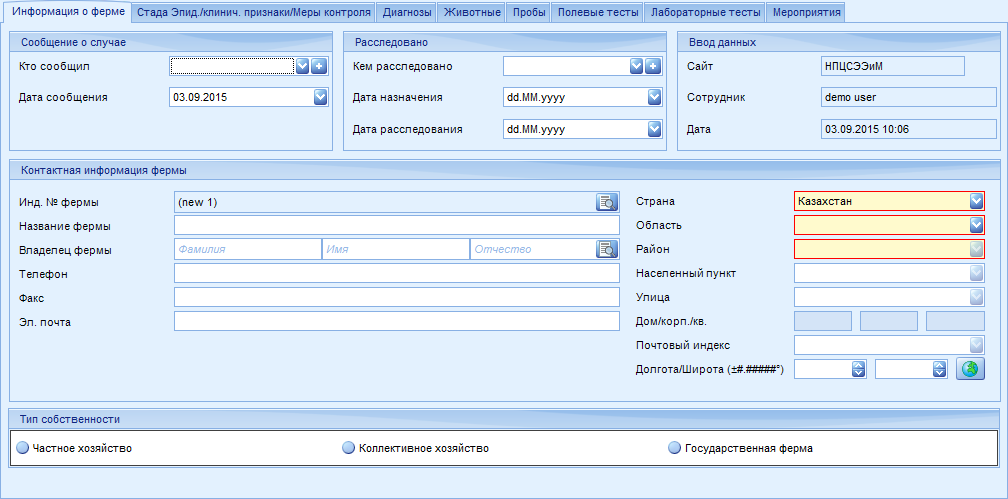 Информация о ферме
Стада Эпид./клинич. признаки/Меры контроля
Диагнозы
Животные
Пробы
Полевые тесты
Лабораторные тесты
Мероприятия
Сообщение о случае
Кто сообщил
Дата сообщения 03.09.2015
Расследовано
Кем расследовано
Дата назначения dd.MM.yyyy
Дата расследования dd.MM.yyyy
Ввод данных
Сайт НПЦСЭЭиМ
Сотрудник demo user
Дата 03.09.2015 10:06
Контактная информация фермы
Инд. № фермы (new 1)
Название фермы
Владелец фермы Фамилия Имя Отчество
Телефон
Факс
Эл. почта
Страна Казахстан
Область
Район
Населенный пункт
Улица
Дом/корп./кв.
Почтовый индекс
Долгота/Широта (±#.#####°)
Тип собственности
Частное хозяйство
Коллективное хозяйство
Государственная ферма